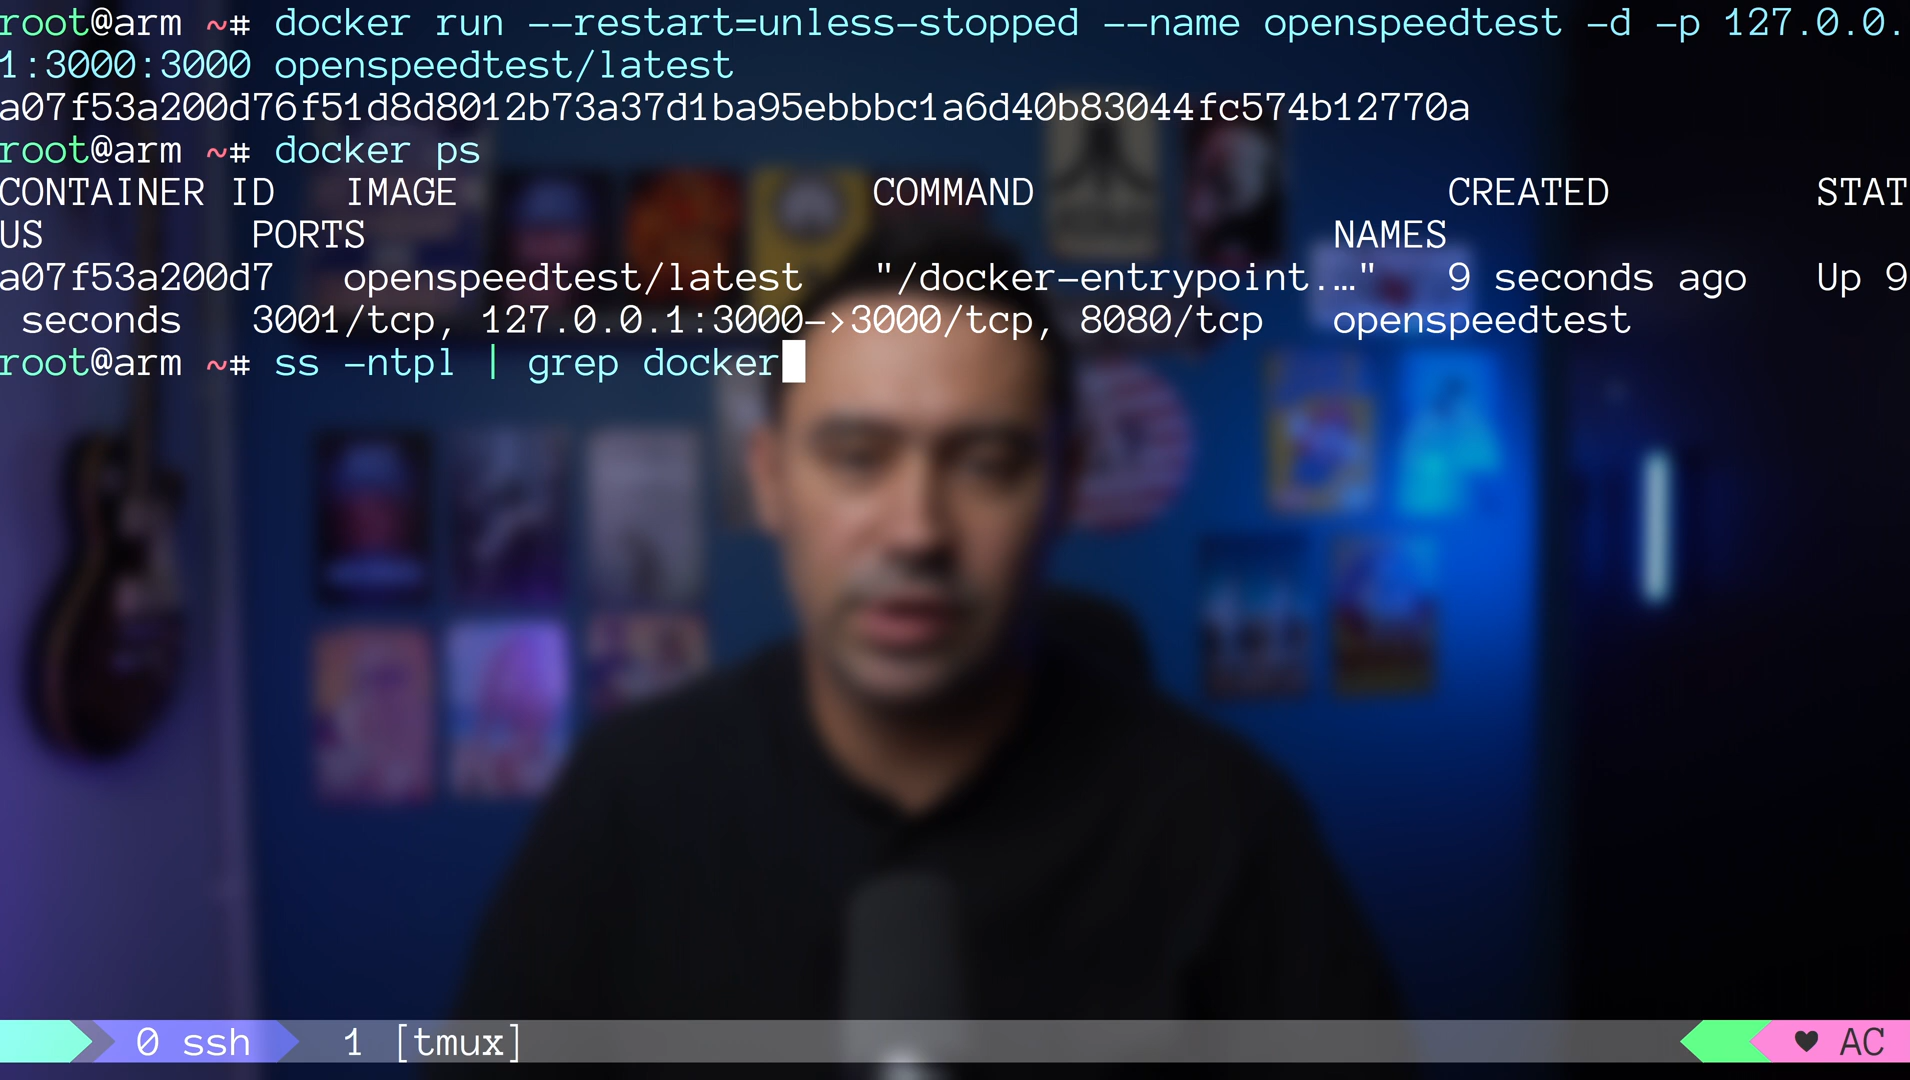 root@arm ~# docker run --restart=unless-stopped --name openspeedtest -d -p 127.0.0.
1:3000:3000 openspeedtest/latest
a07f53a200d76f51d8d8012b73a37d1ba95ebbbc1a6d40b83044fc574b12770a
root@arm ~# docker ps
CONTAINER ID   IMAGE                  COMMAND                  CREATED         STAT
US         PORTS                                          NAMES
a07f53a200d7   openspeedtest/latest   "/docker-entrypoint.…"   9 seconds ago   Up 9
 seconds   3001/tcp, 127.0.0.1:3000->3000/tcp, 8080/tcp   openspeedtest
root@arm ~# ss -ntpl | grep docker
0 ssh   1 [tmux]   ♥ AC